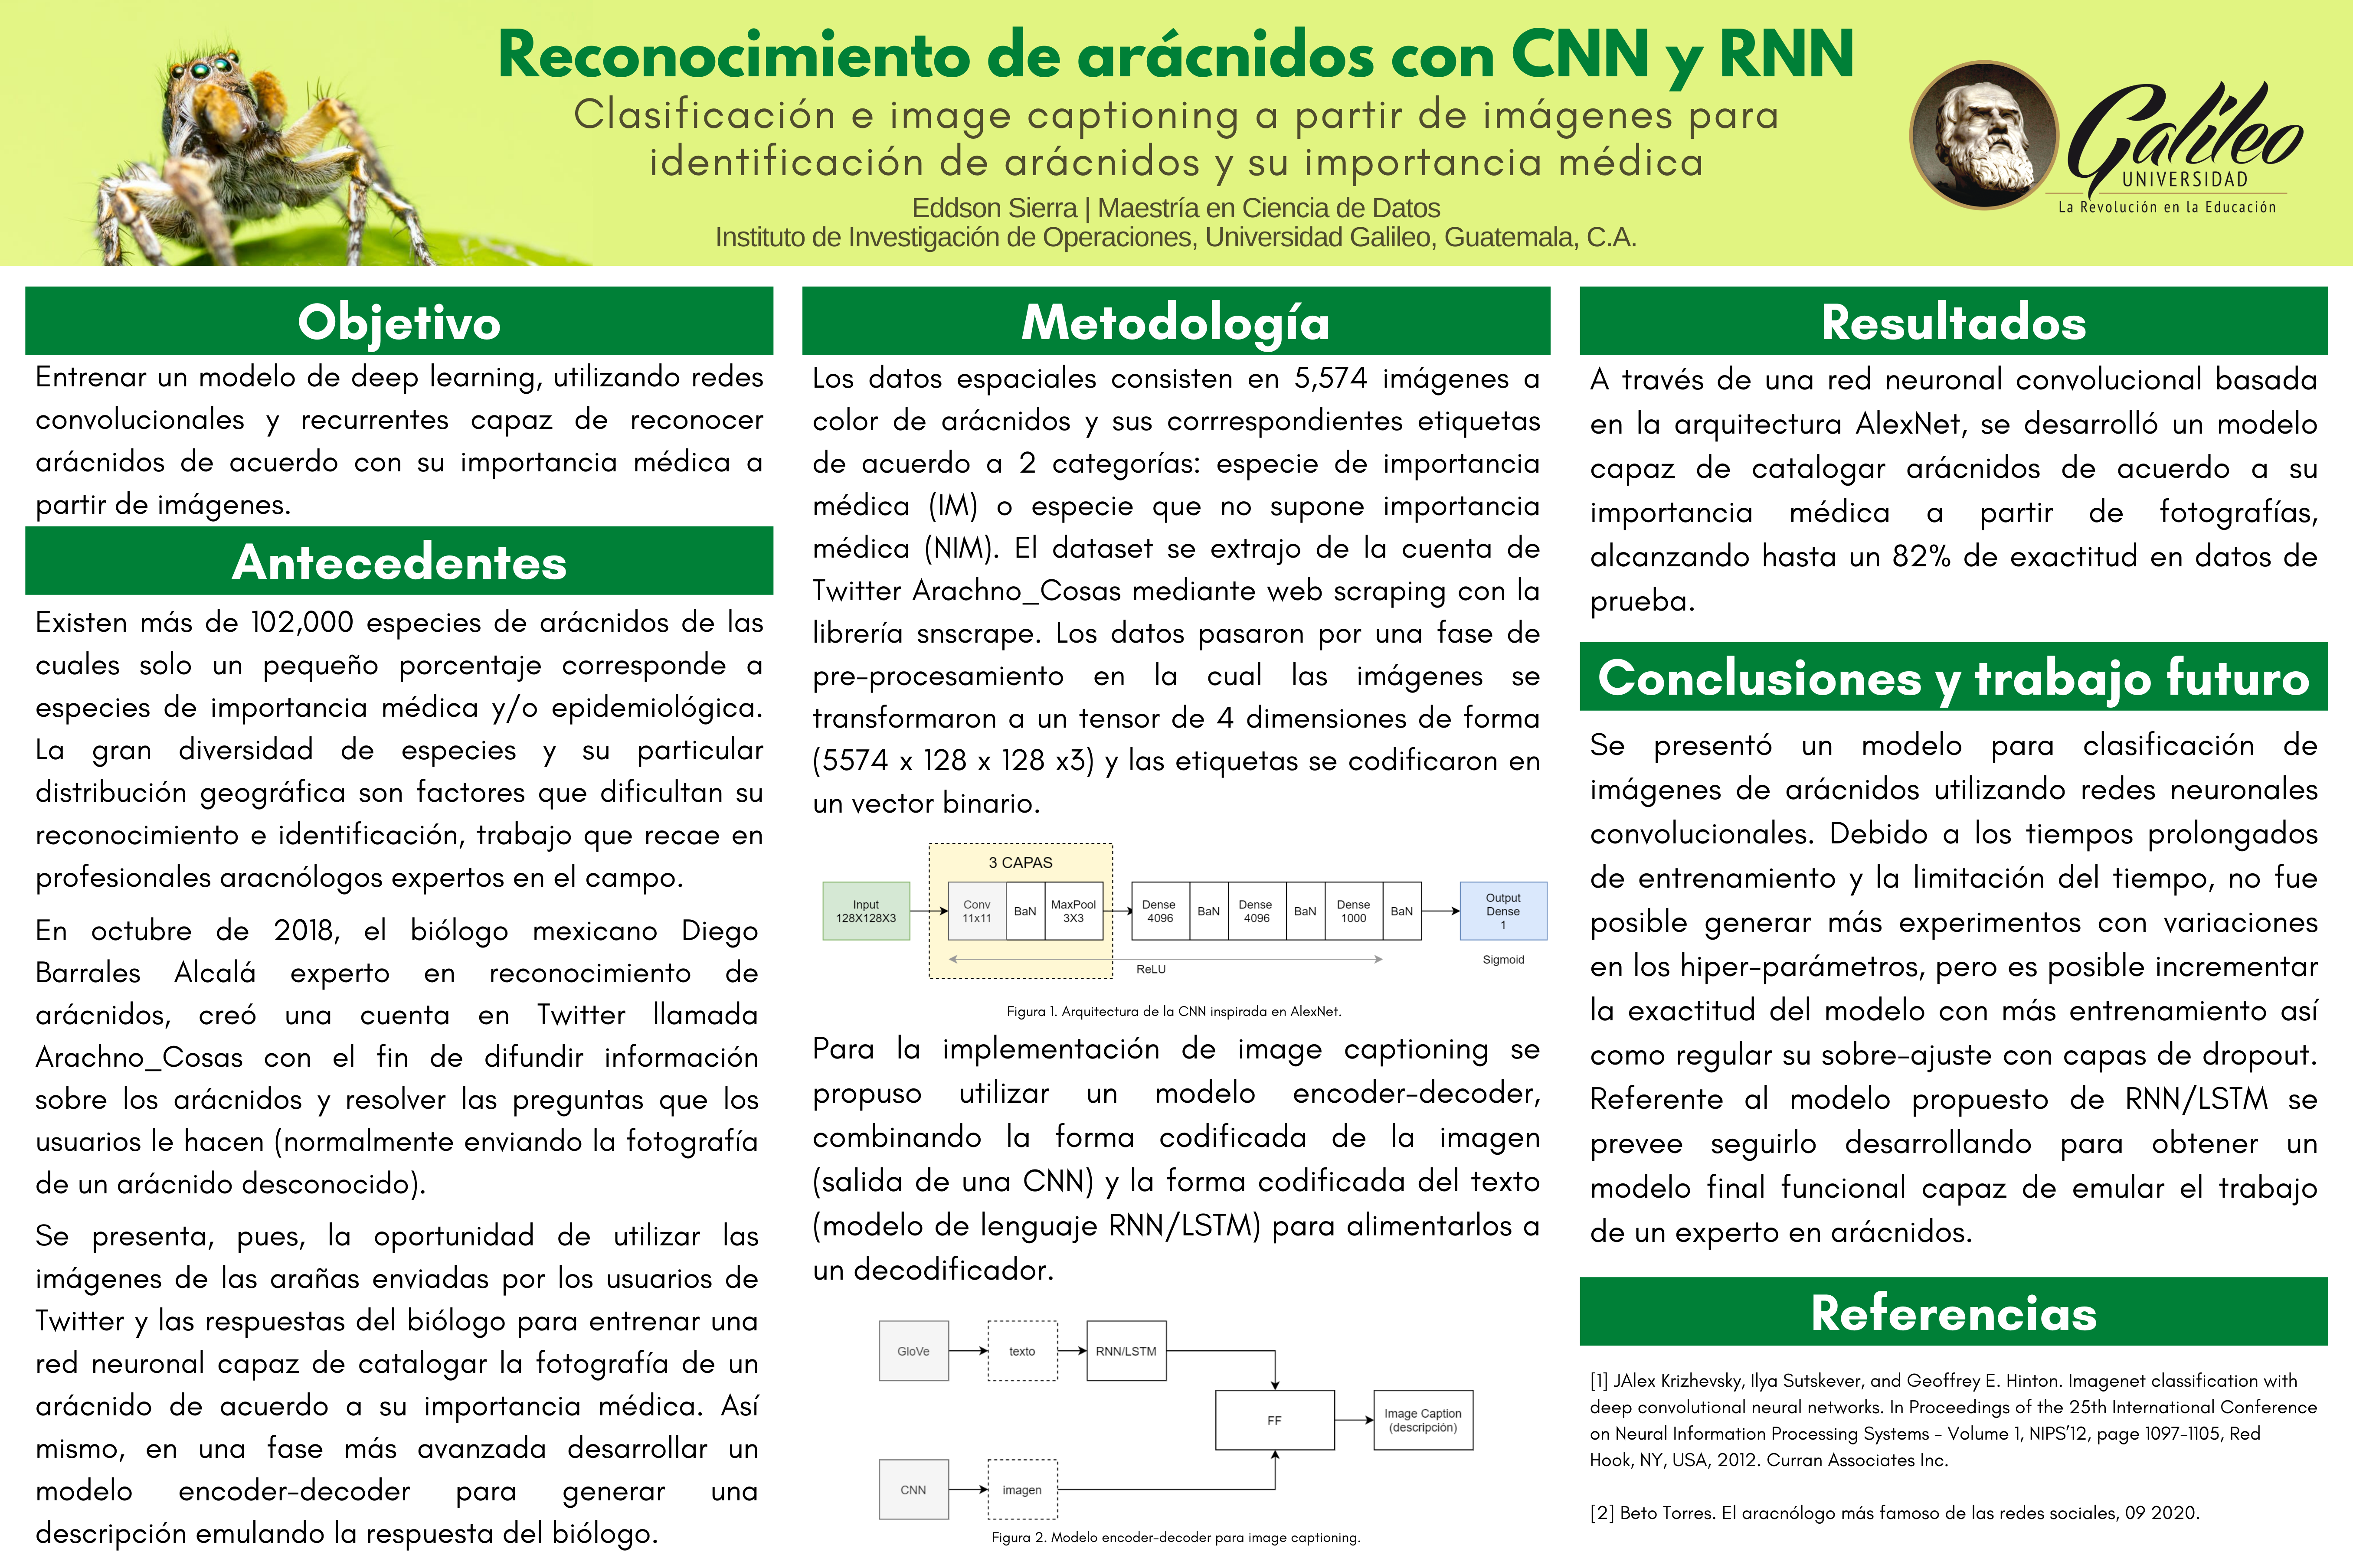 Reconocimiento de arácnidos con CNN y RNN
Clasificación e image captioning a partir de imágenes para
identificación de arácnidos y su importancia médica
Eddson Sierra | Maestría en Ciencia de Datos
Instituto de Investigación de Operaciones, Universidad Galileo, Guatemala, C.A.
Galileo
UNIVERSIDAD
La Revolución en la Educación
Objetivo
Entrenar un modelo de deep learning, utilizando redes
convolucionales y recurrentes capaz de reconocer
arácnidos de acuerdo con su importancia médica a
partir de imágenes.
Antecedentes
Existen más de 102,000 especies de arácnidos de las
cuales solo un pequeño porcentaje corresponde a
especies de importancia médica y/o epidemiológica.
La gran diversidad de especies y su particular
distribución geográfica son factores que dificultan su
reconocimiento e identificación, trabajo que recae en
profesionales aracnólogos expertos en el campo.
En octubre de 2018, el biólogo mexicano Diego
Barrales Alcalá experto en reconocimiento de
arácnidos, creó una cuenta en Twitter llamada
Arachno_Cosas con el fin de difundir información
sobre los arácnidos y resolver las preguntas que los
usuarios le hacen (normalmente enviando la fotografía
de un arácnido desconocido).
Se presenta, pues, la oportunidad de utilizar las
imágenes de las arañas enviadas por los usuarios de
Twitter y las respuestas del biólogo para entrenar una
red neuronal capaz de catalogar la fotografía de un
arácnido de acuerdo a su importancia médica. Así
mismo, en una fase más avanzada desarrollar un
modelo encoder-decoder para generar una
descripción emulando la respuesta del biólogo.
Metodología
Los datos espaciales consisten en 5,574 imágenes a
color de arácnidos y sus corrrespondientes etiquetas
de acuerdo a 2 categorías: especie de importancia
médica (IM) o especie que no supone importancia
médica (NIM). El dataset se extrajo de la cuenta de
Twitter Arachno_Cosas mediante web scraping con la
librería snscrape. Los datos pasaron por una fase de
pre-procesamiento en la cual las imágenes se
transformaron a un tensor de 4 dimensiones de forma
(5574 x 128 x 128 x3) y las etiquetas se codificaron en
un vector binario.
3 CAPAS
Input
128X128X3
Conv
11x11
BaN
MaxPool
3X3
Dense
4096
BaN
Dense
4096
BaN
Dense
1000
BaN
Output
Dense
1
ReLU
Sigmoid
Figura 1. Arquitectura de la CNN inspirada en AlexNet.
Para la implementación de image captioning se
propuso utilizar un modelo encoder-decoder,
combinando la forma codificada de la imagen
(salida de una CNN) y la forma codificada del texto
(modelo de lenguaje RNN/LSTM) para alimentarlos a
un decodificador.
GloVe
texto
RNN/LSTM
FF
Image Caption
(descripción)
CNN
imagen
Figura 2. Modelo encoder-decoder para image captioning.
Resultados
A través de una red neuronal convolucional basada
en la arquitectura AlexNet, se desarrolló un modelo
capaz de catalogar arácnidos de acuerdo a su
importancia médica a partir de fotografías,
alcanzando hasta un 82% de exactitud en datos de
prueba.
Conclusiones y trabajo futuro
Se presentó un modelo para clasificación de
imágenes de arácnidos utilizando redes neuronales
convolucionales. Debido a los tiempos prolongados
de entrenamiento y la limitación del tiempo, no fue
posible generar más experimentos con variaciones
en los hiper-parámetros, pero es posible incrementar
la exactitud del modelo con más entrenamiento así
como regular su sobre-ajuste con capas de dropout.
Referente al modelo propuesto de RNN/LSTM se
prevee seguirlo desarrollando para obtener un
modelo final funcional capaz de emular el trabajo
de un experto en arácnidos.
Referencias
[1] JAlex Krizhevsky, Ilya Sutskever, and Geoffrey E. Hinton. Imagenet classification with
deep convolutional neural networks. In Proceedings of the 25th International Conference
on Neural Information Processing Systems - Volume 1, NIPS'12, page 1097–1105, Red
Hook, NY, USA, 2012. Curran Associates Inc.
[2] Beto Torres. El aracnólogo más famoso de las redes sociales, 09 2020.